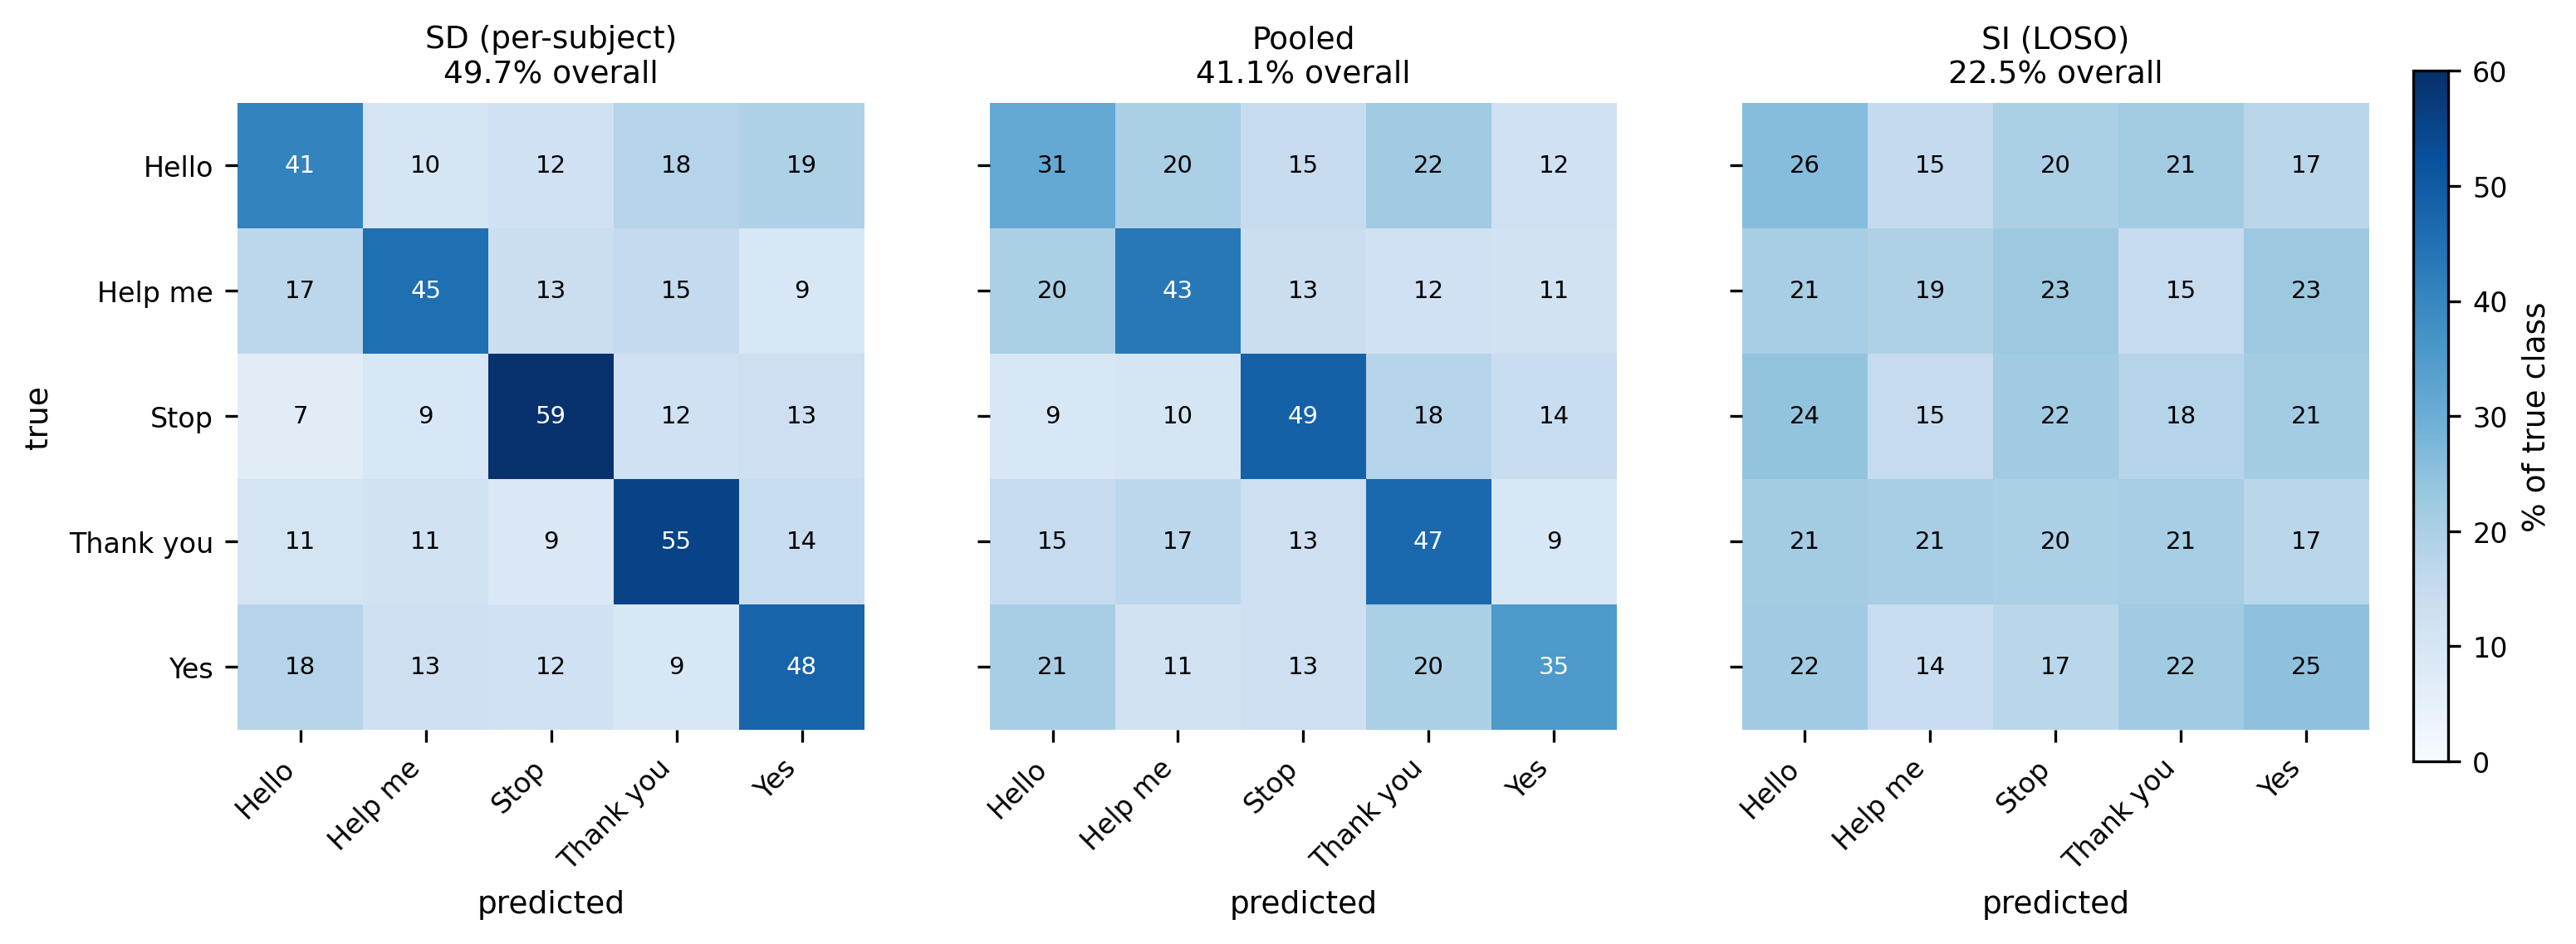 SD (per-subject)
49.7% overall
Pooled
41.1% overall
SI (LOSO)
22.5% overall
true
Hello 41 10 12 18 19
Help me 17 45 13 15 9
Stop 7 9 59 12 13
Thank you 11 11 9 55 14
Yes 18 13 12 9 48
Hello Help me Stop Thank you Yes
predicted
31 20 15 22 12
20 43 13 12 11
9 10 49 18 14
15 17 13 47 9
21 11 13 20 35
Hello Help me Stop Thank you Yes
predicted
26 15 20 21 17
21 19 23 15 23
24 15 22 18 21
21 21 20 21 17
22 14 17 22 25
Hello Help me Stop Thank you Yes
predicted
60
50
40
30
20
10
0
% of true class